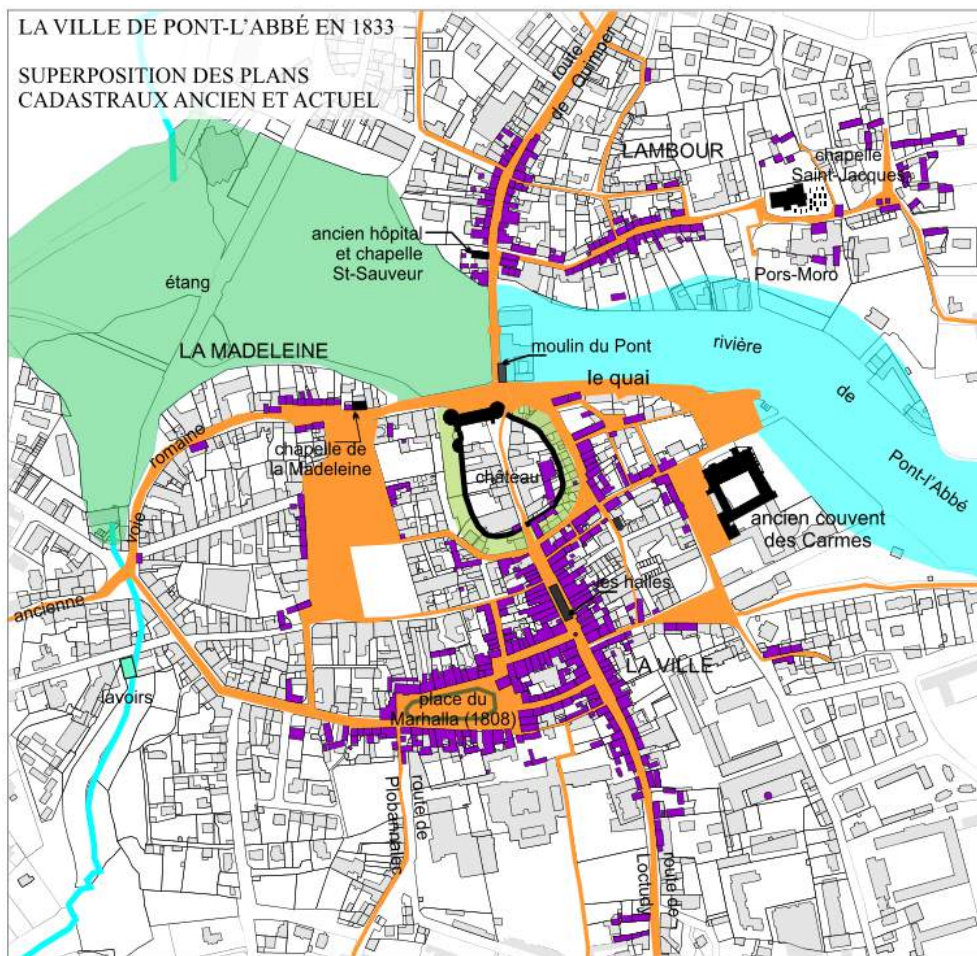 LA VILLE DE PONT-L'ABBÉ EN 1833
SUPERPOSITION DES PLANS
CADASTRAUX ANCIEN ET ACTUEL
route
de Quimper
LAMBOUR
chapelle
Saint-Jacques
ancien hôpital
et chapelle
St-Sauveur
Pors-Moro
étang
LA MADELEINE
moulin du Pont
rivière
de
Pont-l'Abbé
le quai
chapelle de
la Madeleine
château
ancien couvent
des Carmes
ancienne
voie
romaine
les halles
LA VILLE
lavoirs
place du
Marhalla (1808)
route de
Plobannalec
route de
Loctudy